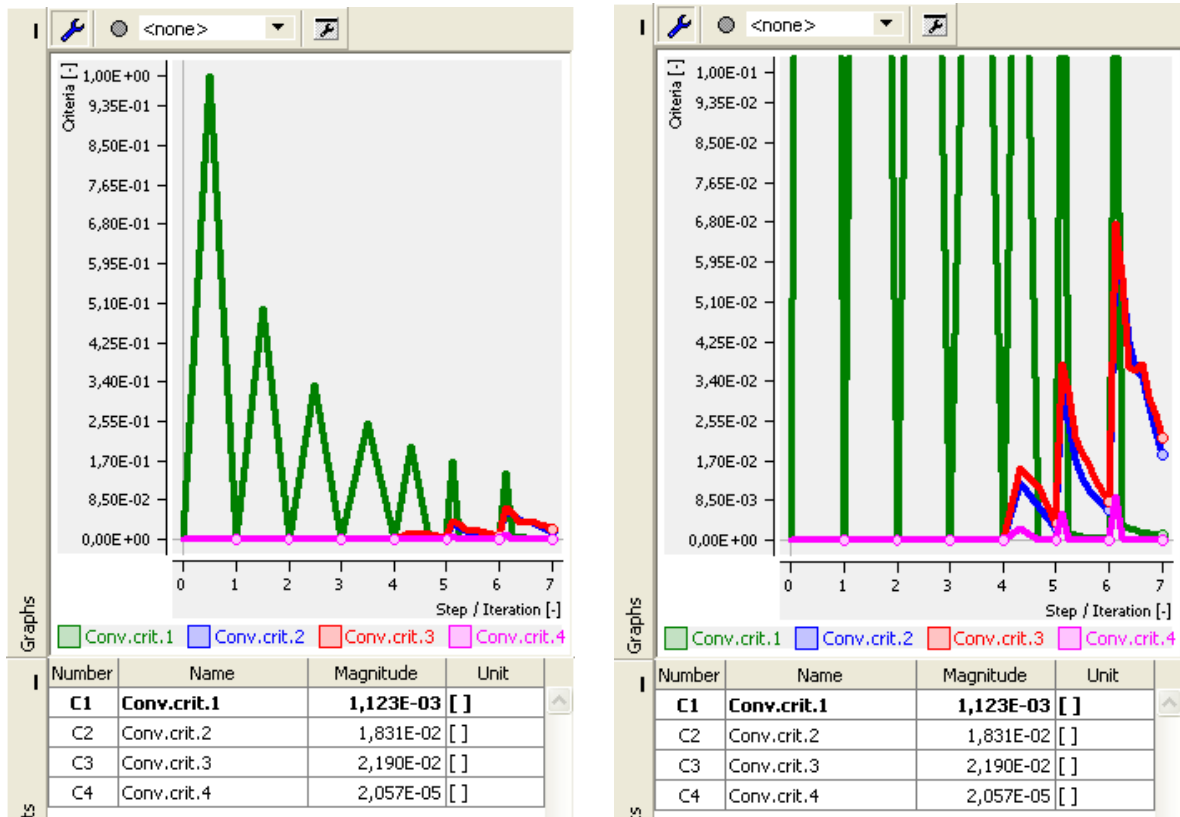 <none>
Criteria [-]
1,00E+00
9,35E-01
8,50E-01
7,65E-01
6,80E-01
5,95E-01
5,10E-01
4,25E-01
3,40E-01
2,55E-01
1,70E-01
8,50E-02
0,00E+00
0 1 2 3 4 5 6 7
Step / Iteration [-]
Graphs
Conv.crit.1 Conv.crit.2 Conv.crit.3 Conv.crit.4
Number Name Magnitude Unit
C1 Conv.crit.1 1,123E-03 [ ]
C2 Conv.crit.2 1,831E-02 [ ]
C3 Conv.crit.3 2,190E-02 [ ]
C4 Conv.crit.4 2,057E-05 [ ]
<none>
Criteria [-]
1,00E-01
9,35E-02
8,50E-02
7,65E-02
6,80E-02
5,95E-02
5,10E-02
4,25E-02
3,40E-02
2,55E-02
1,70E-02
8,50E-03
0,00E+00
0 1 2 3 4 5 6 7
Step / Iteration [-]
Graphs
Conv.crit.1 Conv.crit.2 Conv.crit.3 Conv.crit.4
Number Name Magnitude Unit
C1 Conv.crit.1 1,123E-03 [ ]
C2 Conv.crit.2 1,831E-02 [ ]
C3 Conv.crit.3 2,190E-02 [ ]
C4 Conv.crit.4 2,057E-05 [ ]